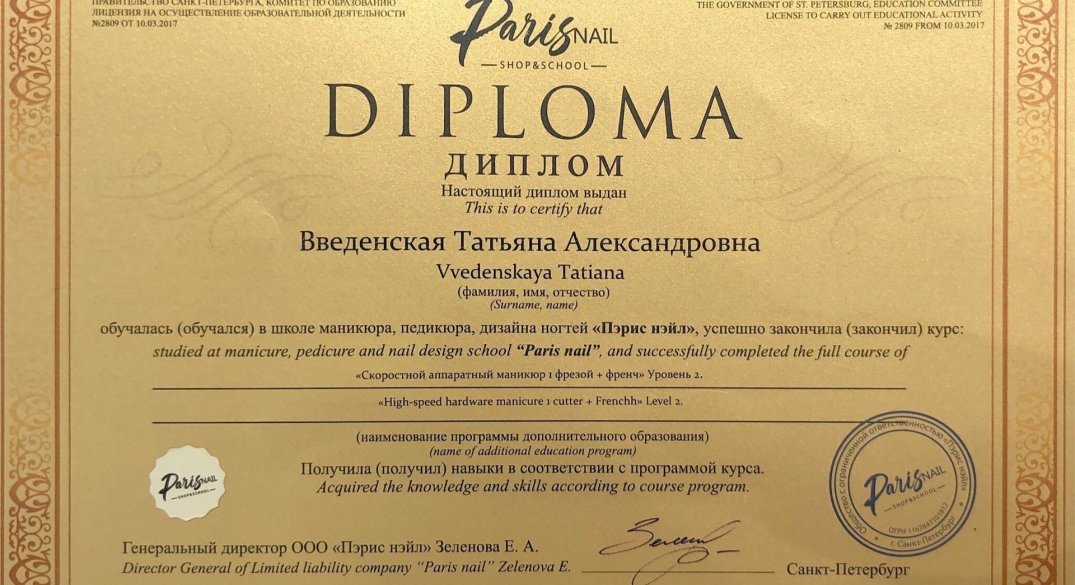 ПРАВИТЕЛЬСТВО САНКТ-ПЕТЕРБУРГА, КОМИТЕТ ПО ОБРАЗОВАНИЮ
ЛИЦЕНЗИЯ НА ОСУЩЕСТВЛЕНИЕ ОБРАЗОВАТЕЛЬНОЙ ДЕЯТЕЛЬНОСТИ
№2809 ОТ 10.03.2017
THE GOVERNMENT OF ST. PETERSBURG, EDUCATION COMMITTEE
LICENSE TO CARRY OUT EDUCATIONAL ACTIVITY
№ 2809 FROM 10.03.2017
Paris NAIL
SHOP&SCHOOL
DIPLOMA
ДИПЛОМ
Настоящий диплом выдан
This is to certify that
Введенская Татьяна Александровна
Vvedenskaya Tatiana
(фамилия, имя, отчество)
(Surname, name)
обучалась (обучался) в школе маникюра, педикюра, дизайна ногтей «Пэрис нэйл», успешно закончила (закончил) курс:
studied at manicure, pedicure and nail design school “Paris nail”, and successfully completed the full course of
«Скоростной аппаратный маникюр 1 фрезой + френч» Уровень 2.
«High-speed hardware manicure 1 cutter + Frenchh» Level 2.
(наименование программы дополнительного образования)
(name of additional education program)
Получила (получил) навыки в соответствии с программой курса.
Acquired the knowledge and skills according to course program.
Paris NAIL
SHOP&SCHOOL
Общество с ограниченной ответственностью «Пэрис нэйл»
Paris NAIL
SHOP&SCHOOL
г. Санкт-Петербург
Генеральный директор ООО «Пэрис нэйл» Зеленова Е. А.
Director General of Limited liability company “Paris nail” Zelenova E.
Санкт-Петербург